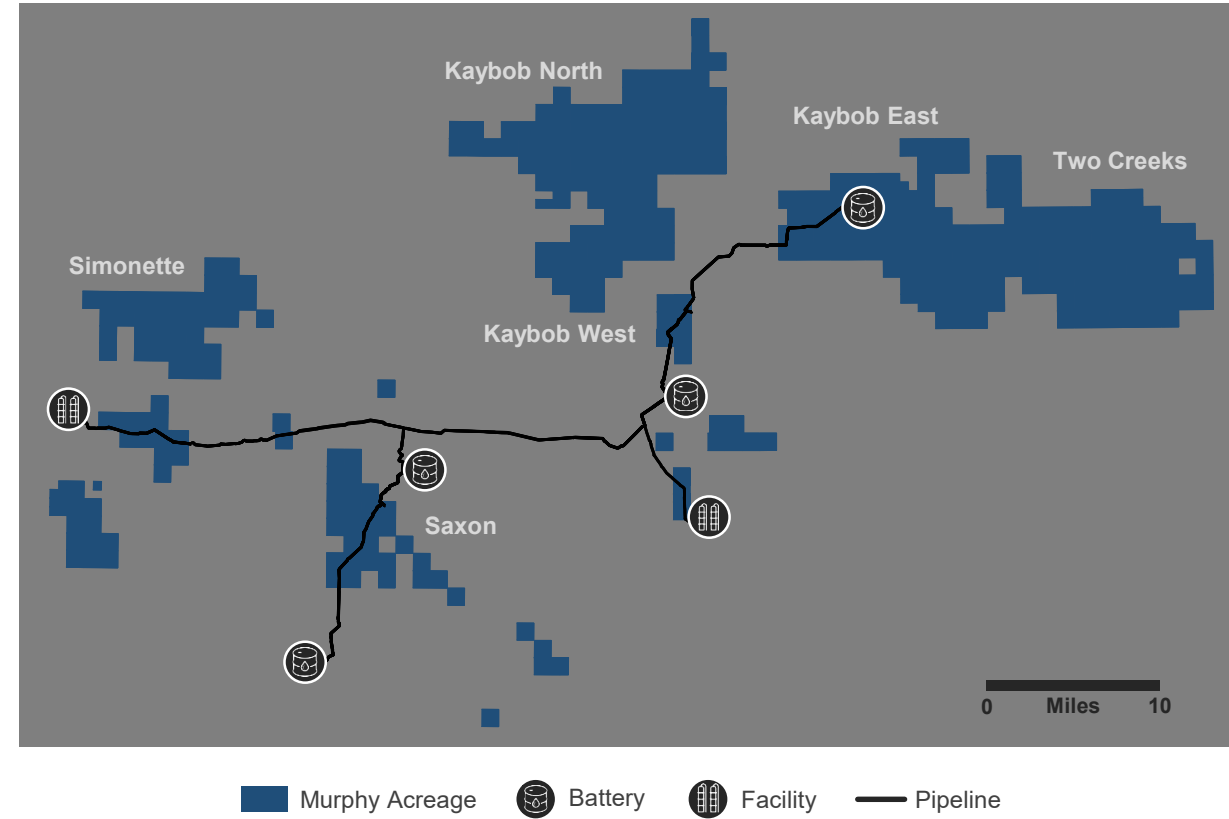 Kaybob North
Kaybob East
Two Creeks
Simonette
Kaybob West
Saxon
0 Miles 10
Murphy Acreage
Battery
Facility
Pipeline